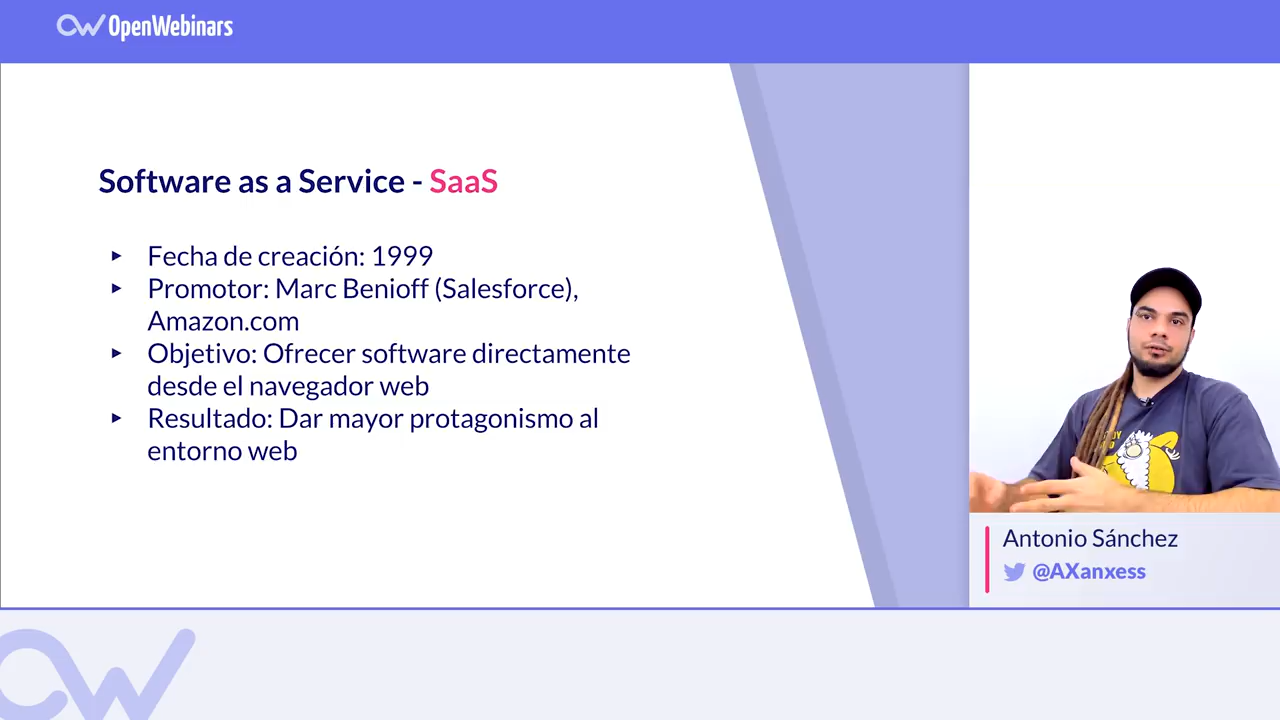 OpenWebinars
Software as a Service - SaaS
Fecha de creación: 1999
Promotor: Marc Benioff (Salesforce),
Amazon.com
Objetivo: Ofrecer software directamente
desde el navegador web
Resultado: Dar mayor protagonismo al
entorno web
Antonio Sánchez
@AXanxess